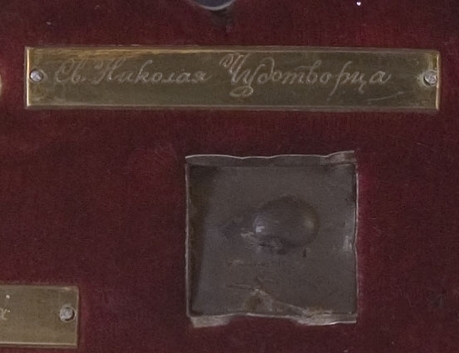 Св. Николая Чудотворца
х